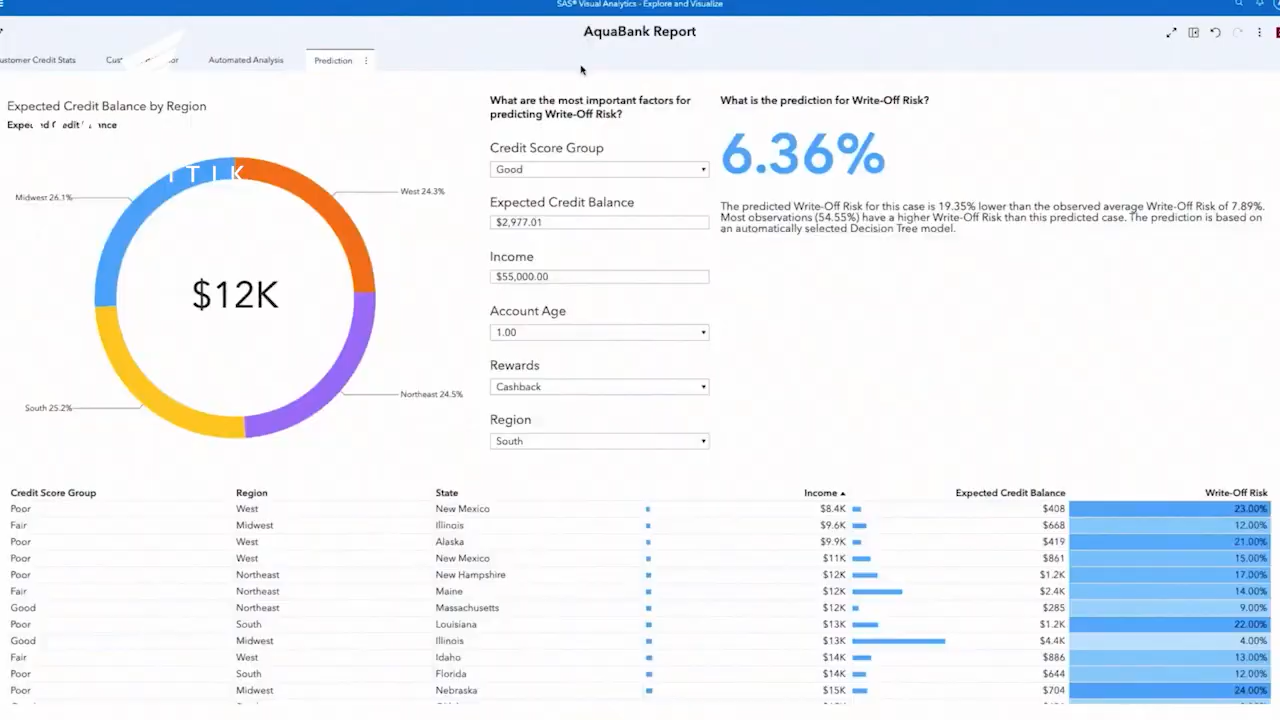 SAS® Visual Analytics - Explore and Visualize
AquaBank Report
ustomer Credit Stats
Automated Analysis
Prediction
Expected Credit Balance by Region
What are the most important factors for
predicting Write-Off Risk?
What is the prediction for Write-Off Risk?
6.36%
The predicted Write-Off Risk for this case is 19.35% lower than the observed average Write-Off Risk of 7.89%.
Most observations (54.55%) have a higher Write-Off Risk than this predicted case. The prediction is based on
an automatically selected Decision Tree model.
Credit Score Group
Good
Expected Credit Balance
$2,977.01
Income
$55,000.00
Account Age
1.00
Rewards
Cashback
Region
South
T T I K
Midwest 26.1%
West 24.3%
$12K
Northeast 24.5%
South 25.2%
Credit Score Group Region State Income Expected Credit Balance Write-Off Risk
Poor West New Mexico $8.4K $408 23.00%
Fair Midwest Illinois $9.6K $668 12.00%
Poor West Alaska $9.9K $419 21.00%
Poor West New Mexico $11K $861 15.00%
Poor Northeast New Hampshire $12K $1.2K 17.00%
Fair Northeast Maine $12K $2.4K 14.00%
Good Northeast Massachusetts $12K $285 9.00%
Poor South Louisiana $13K $1.2K 22.00%
Good Midwest Illinois $13K $4.4K 4.00%
Fair West Idaho $14K $886 13.00%
Poor South Florida $14K $644 12.00%
Poor Midwest Nebraska $15K $704 24.00%